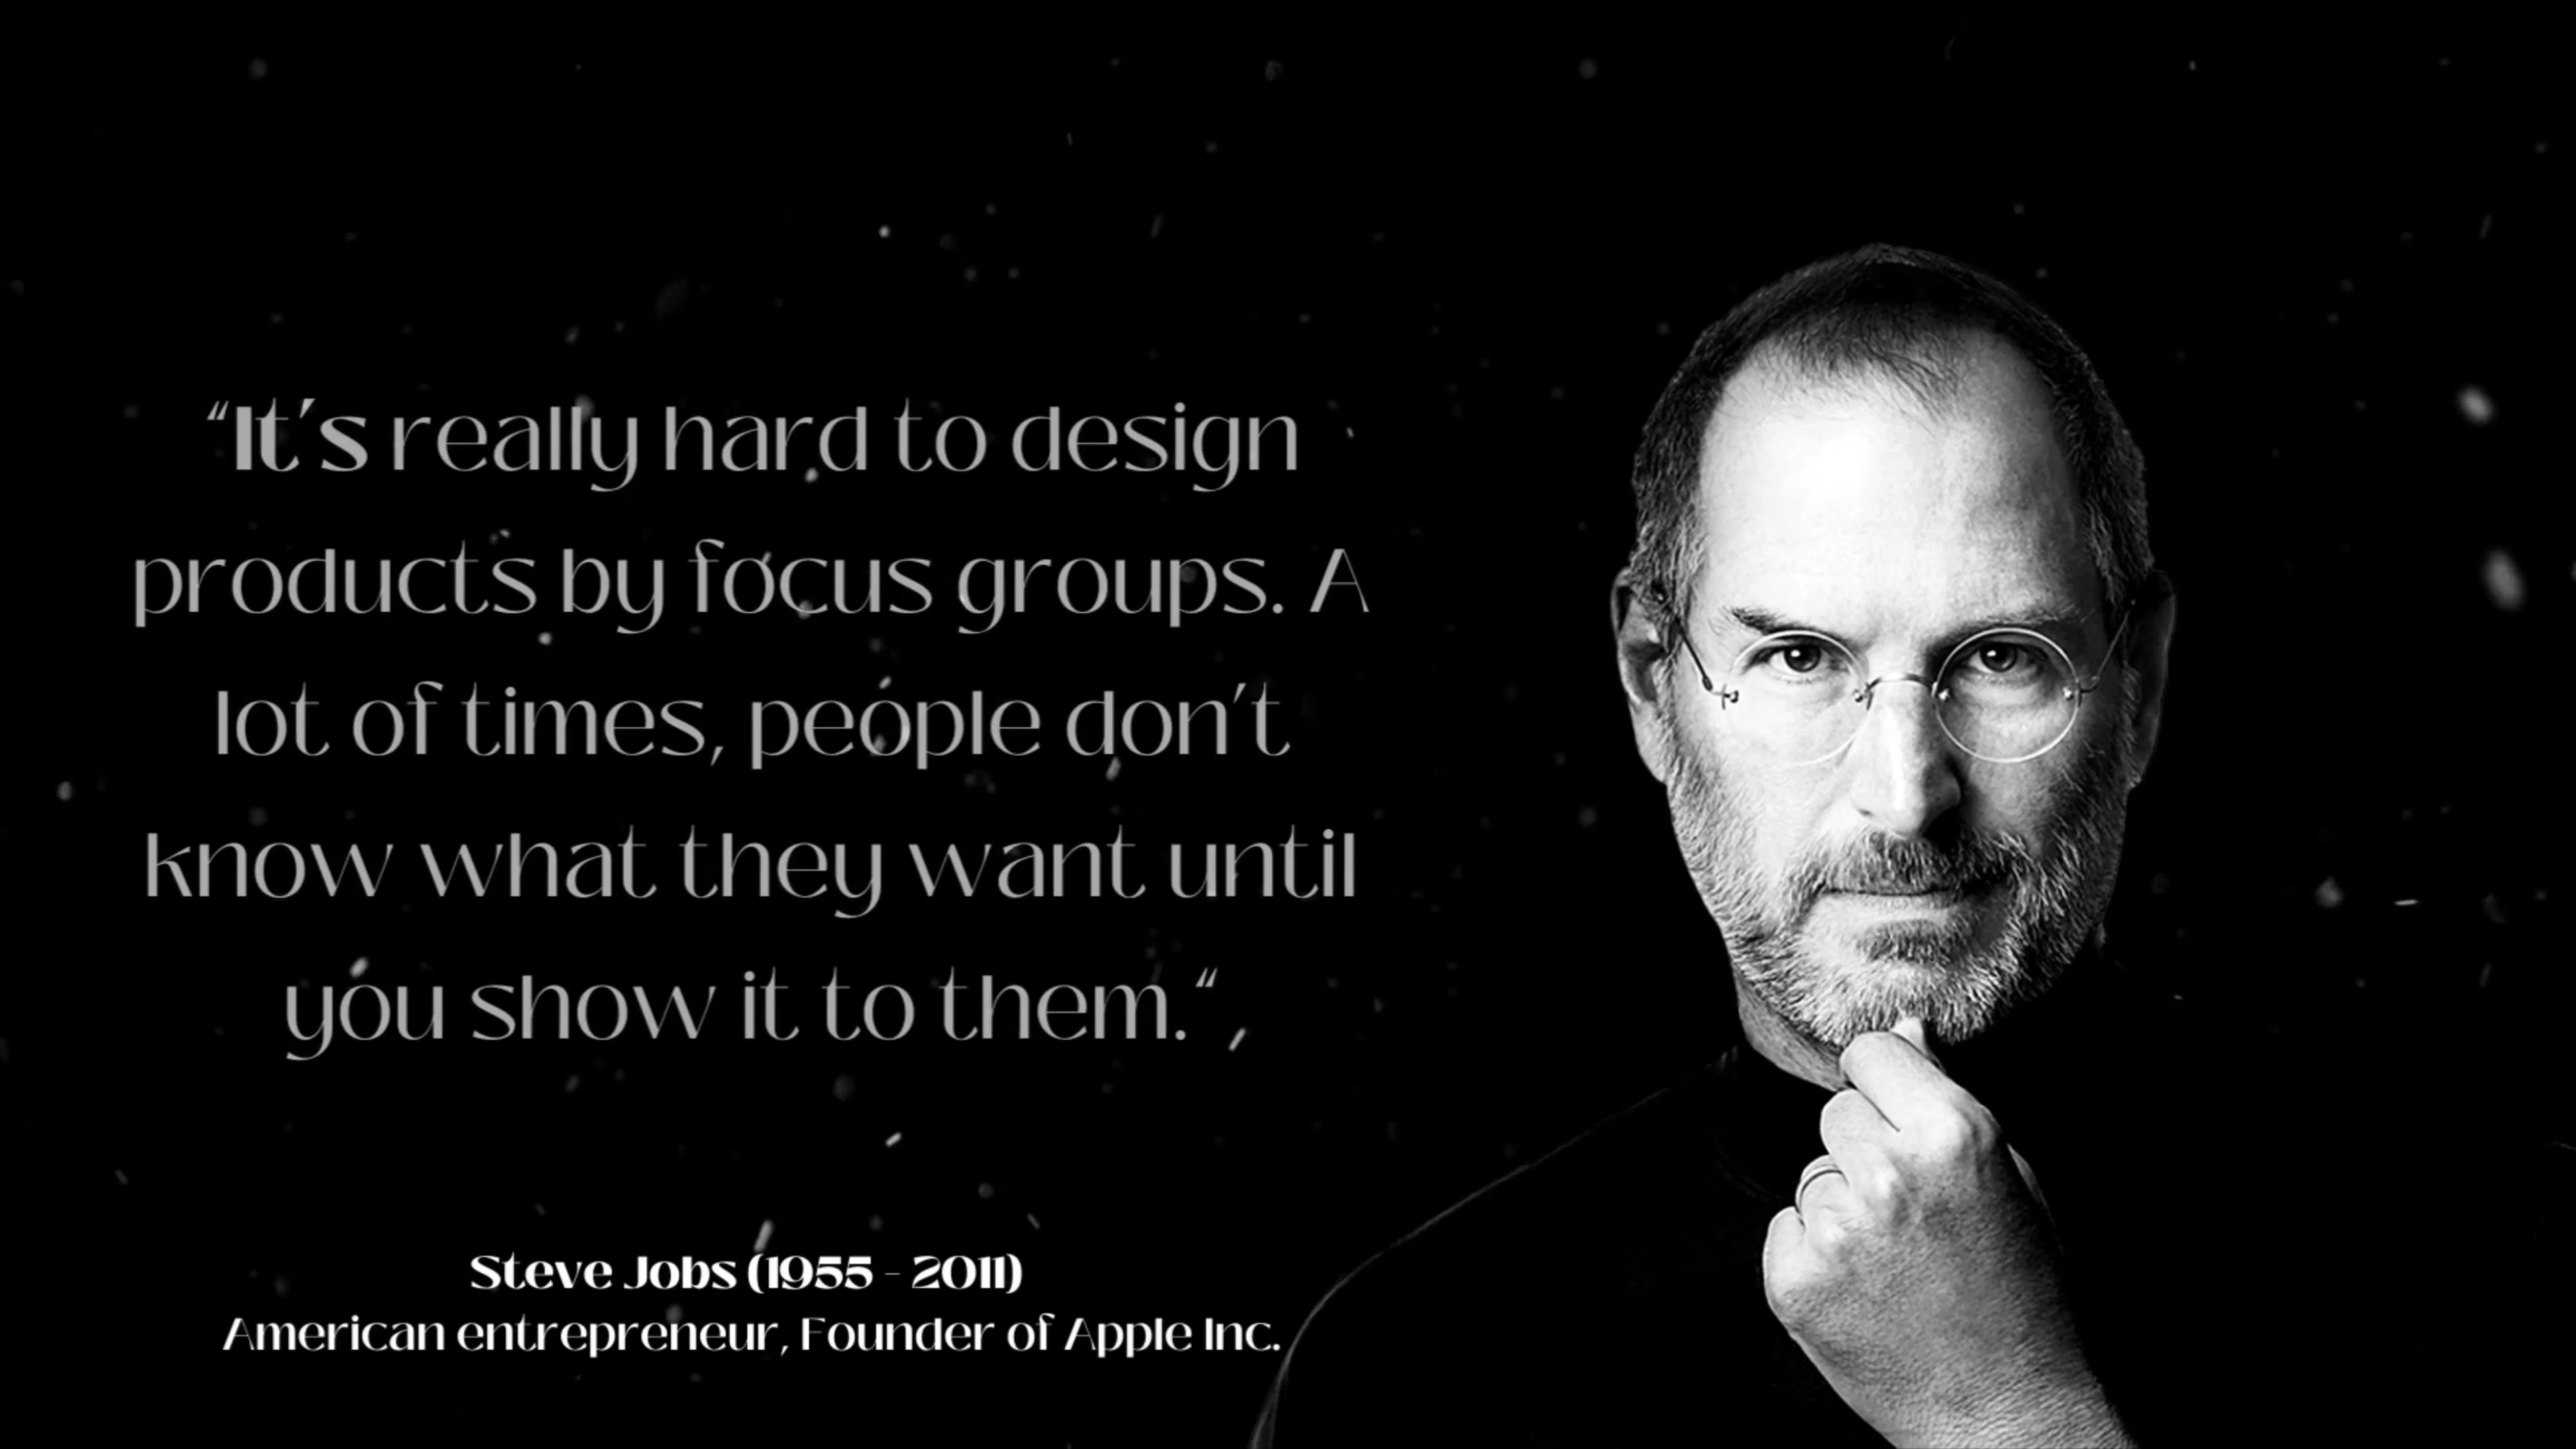 “It's really hard to design
products by focus groups. A
lot of times, people don't
know what they want until
you show it to them.“
Steve Jobs (1955 - 2011)
American entrepreneur, Founder of Apple Inc.